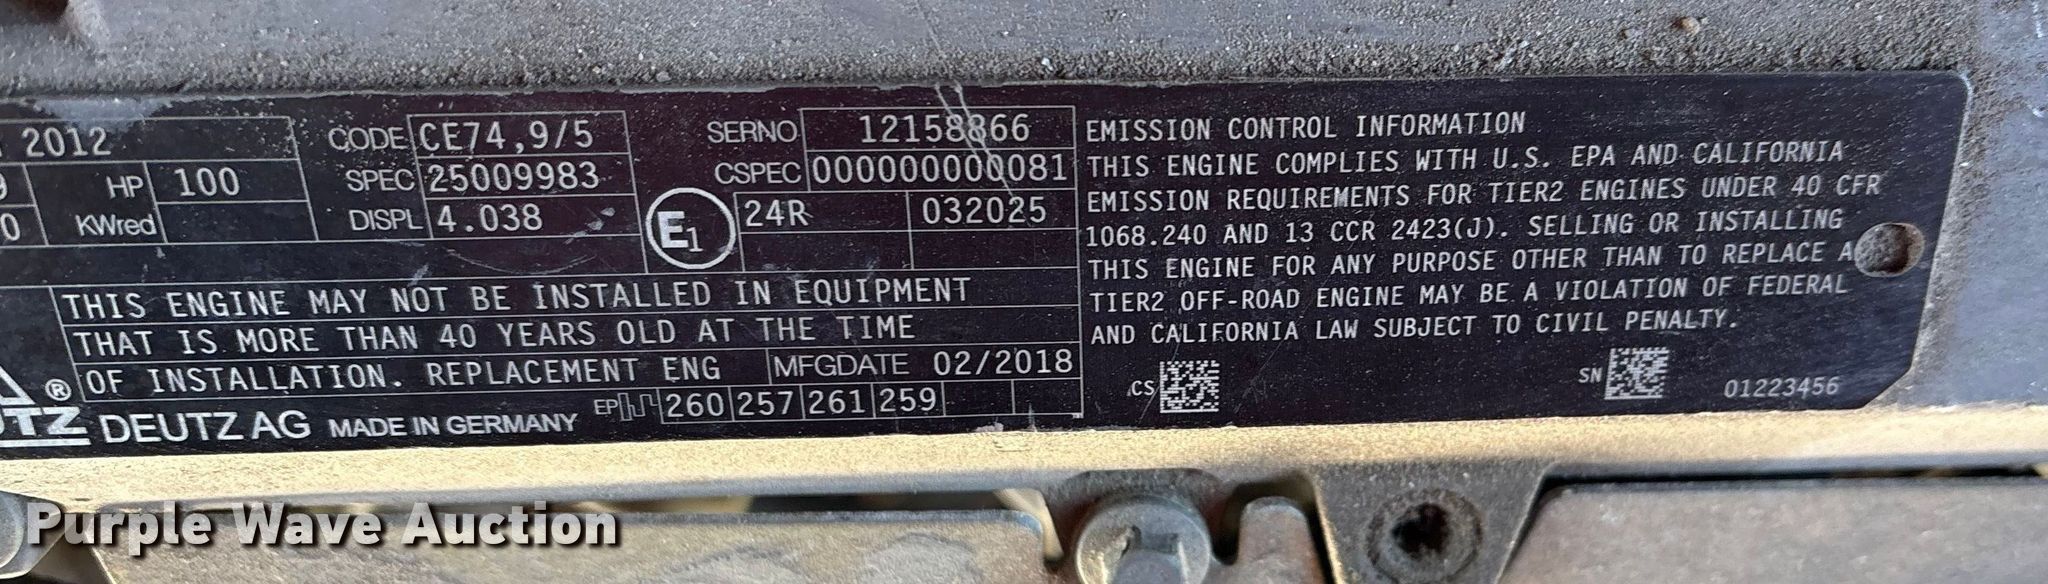 2012
CODE CE74,9/5
SERNO 12158866
HP 100
SPEC 25009983
CSPEC 000000000081
0 KWred
DISPL 4.038
E1 24R 032025
THIS ENGINE MAY NOT BE INSTALLED IN EQUIPMENT
THAT IS MORE THAN 40 YEARS OLD AT THE TIME
OF INSTALLATION. REPLACEMENT ENG MFGDATE 02/2018
® DEUTZ AG MADE IN GERMANY EP 260 257 261 259
EMISSION CONTROL INFORMATION
THIS ENGINE COMPLIES WITH U.S. EPA AND CALIFORNIA
EMISSION REQUIREMENTS FOR TIER2 ENGINES UNDER 40 CFR
1068.240 AND 13 CCR 2423(J). SELLING OR INSTALLING
THIS ENGINE FOR ANY PURPOSE OTHER THAN TO REPLACE A
TIER2 OFF-ROAD ENGINE MAY BE A VIOLATION OF FEDERAL
AND CALIFORNIA LAW SUBJECT TO CIVIL PENALTY.
CS SN 01223456
Purple Wave Auction